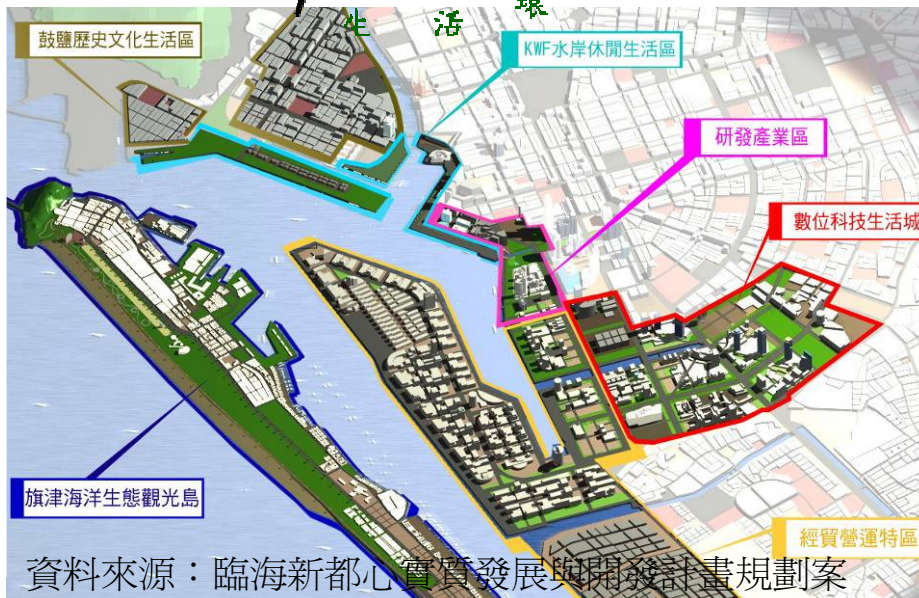 生 活 環
鼓鹽歷史文化生活區
KWF水岸休閒生活區
研發產業區
數位科技生活城
旗津海洋生態觀光島
經貿營運特區
資料來源：臨海新都心實質發展與開發計畫規劃案